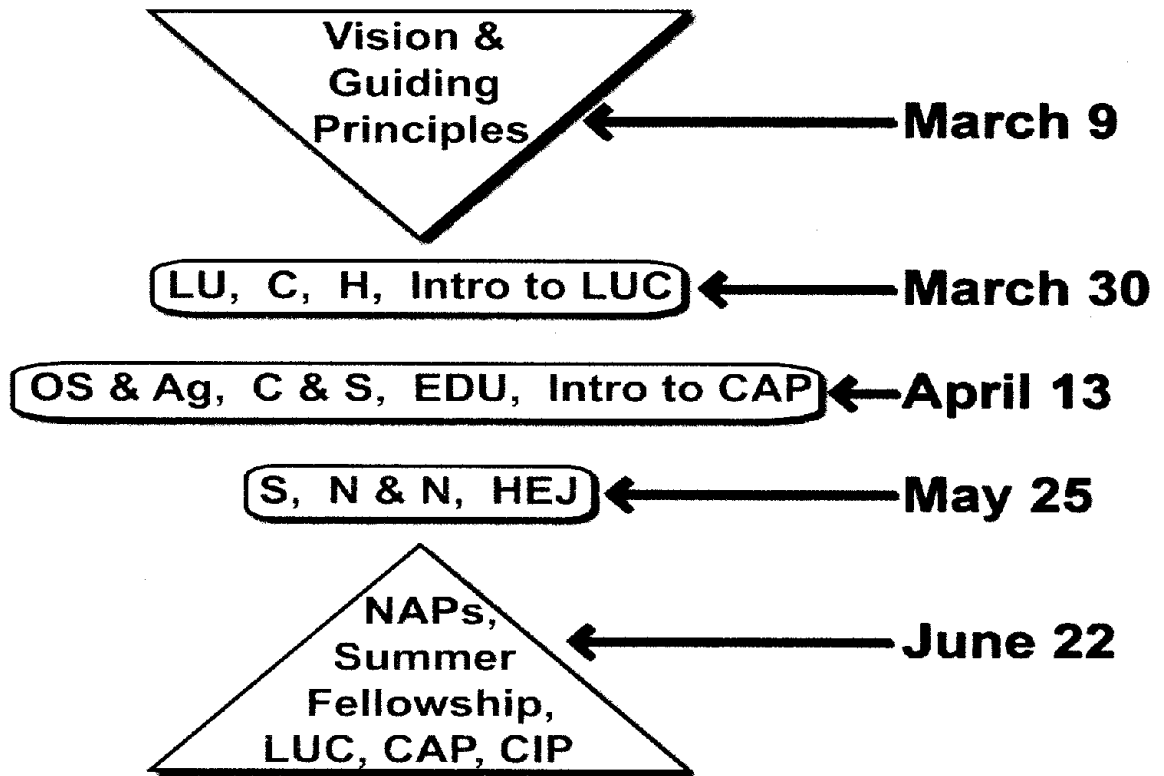 Vision &
Guiding
Principles
March 9
LU, C, H, Intro to LUC
March 30
OS & Ag, C & S, EDU, Intro to CAP
April 13
S, N & N, HEJ
May 25
NAPs,
Summer
Fellowship,
LUC, CAP, CIP
June 22